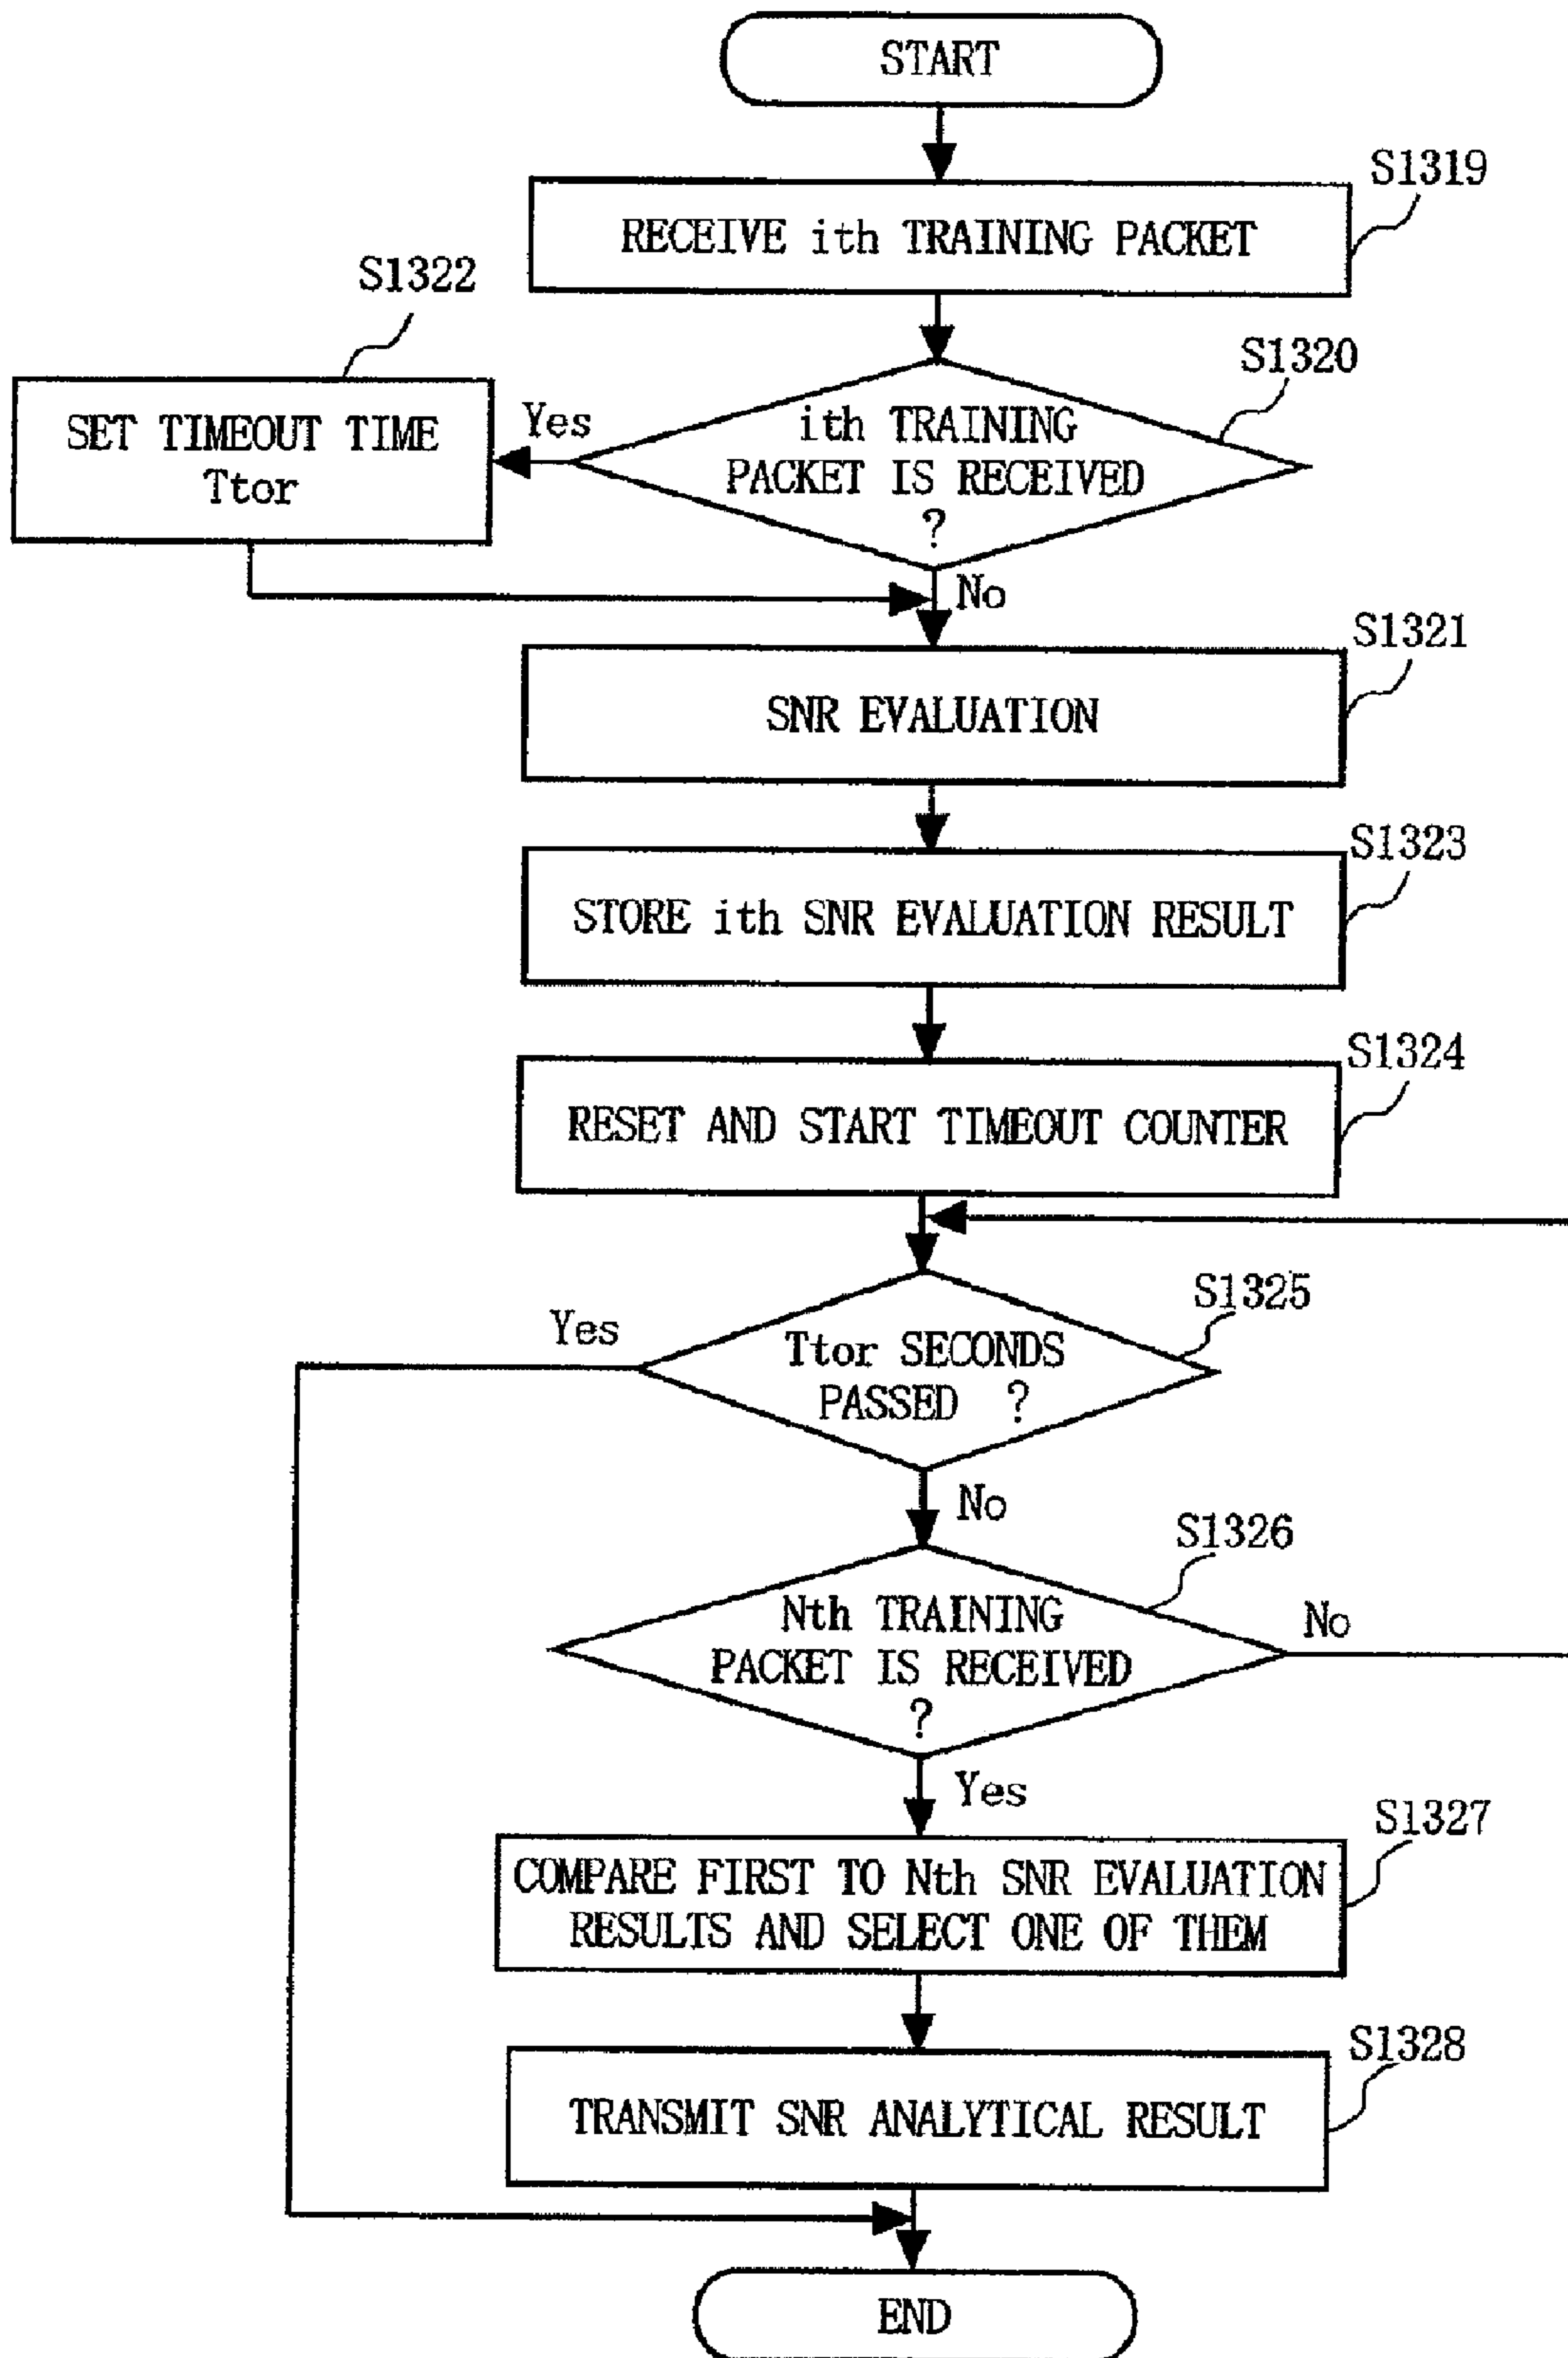 START
S1319
RECEIVE ith TRAINING PACKET
S1322
S1320
SET TIMEOUT TIME
Ttor
Yes
ith TRAINING
PACKET IS RECEIVED
?
No
S1321
SNR EVALUATION
S1323
STORE ith SNR EVALUATION RESULT
S1324
RESET AND START TIMEOUT COUNTER
S1325
Yes
Ttor SECONDS
PASSED ?
No
S1326
Nth TRAINING
PACKET IS RECEIVED
?
No
Yes
S1327
COMPARE FIRST TO Nth SNR EVALUATION
RESULTS AND SELECT ONE OF THEM
S1328
TRANSMIT SNR ANALYTICAL RESULT
END